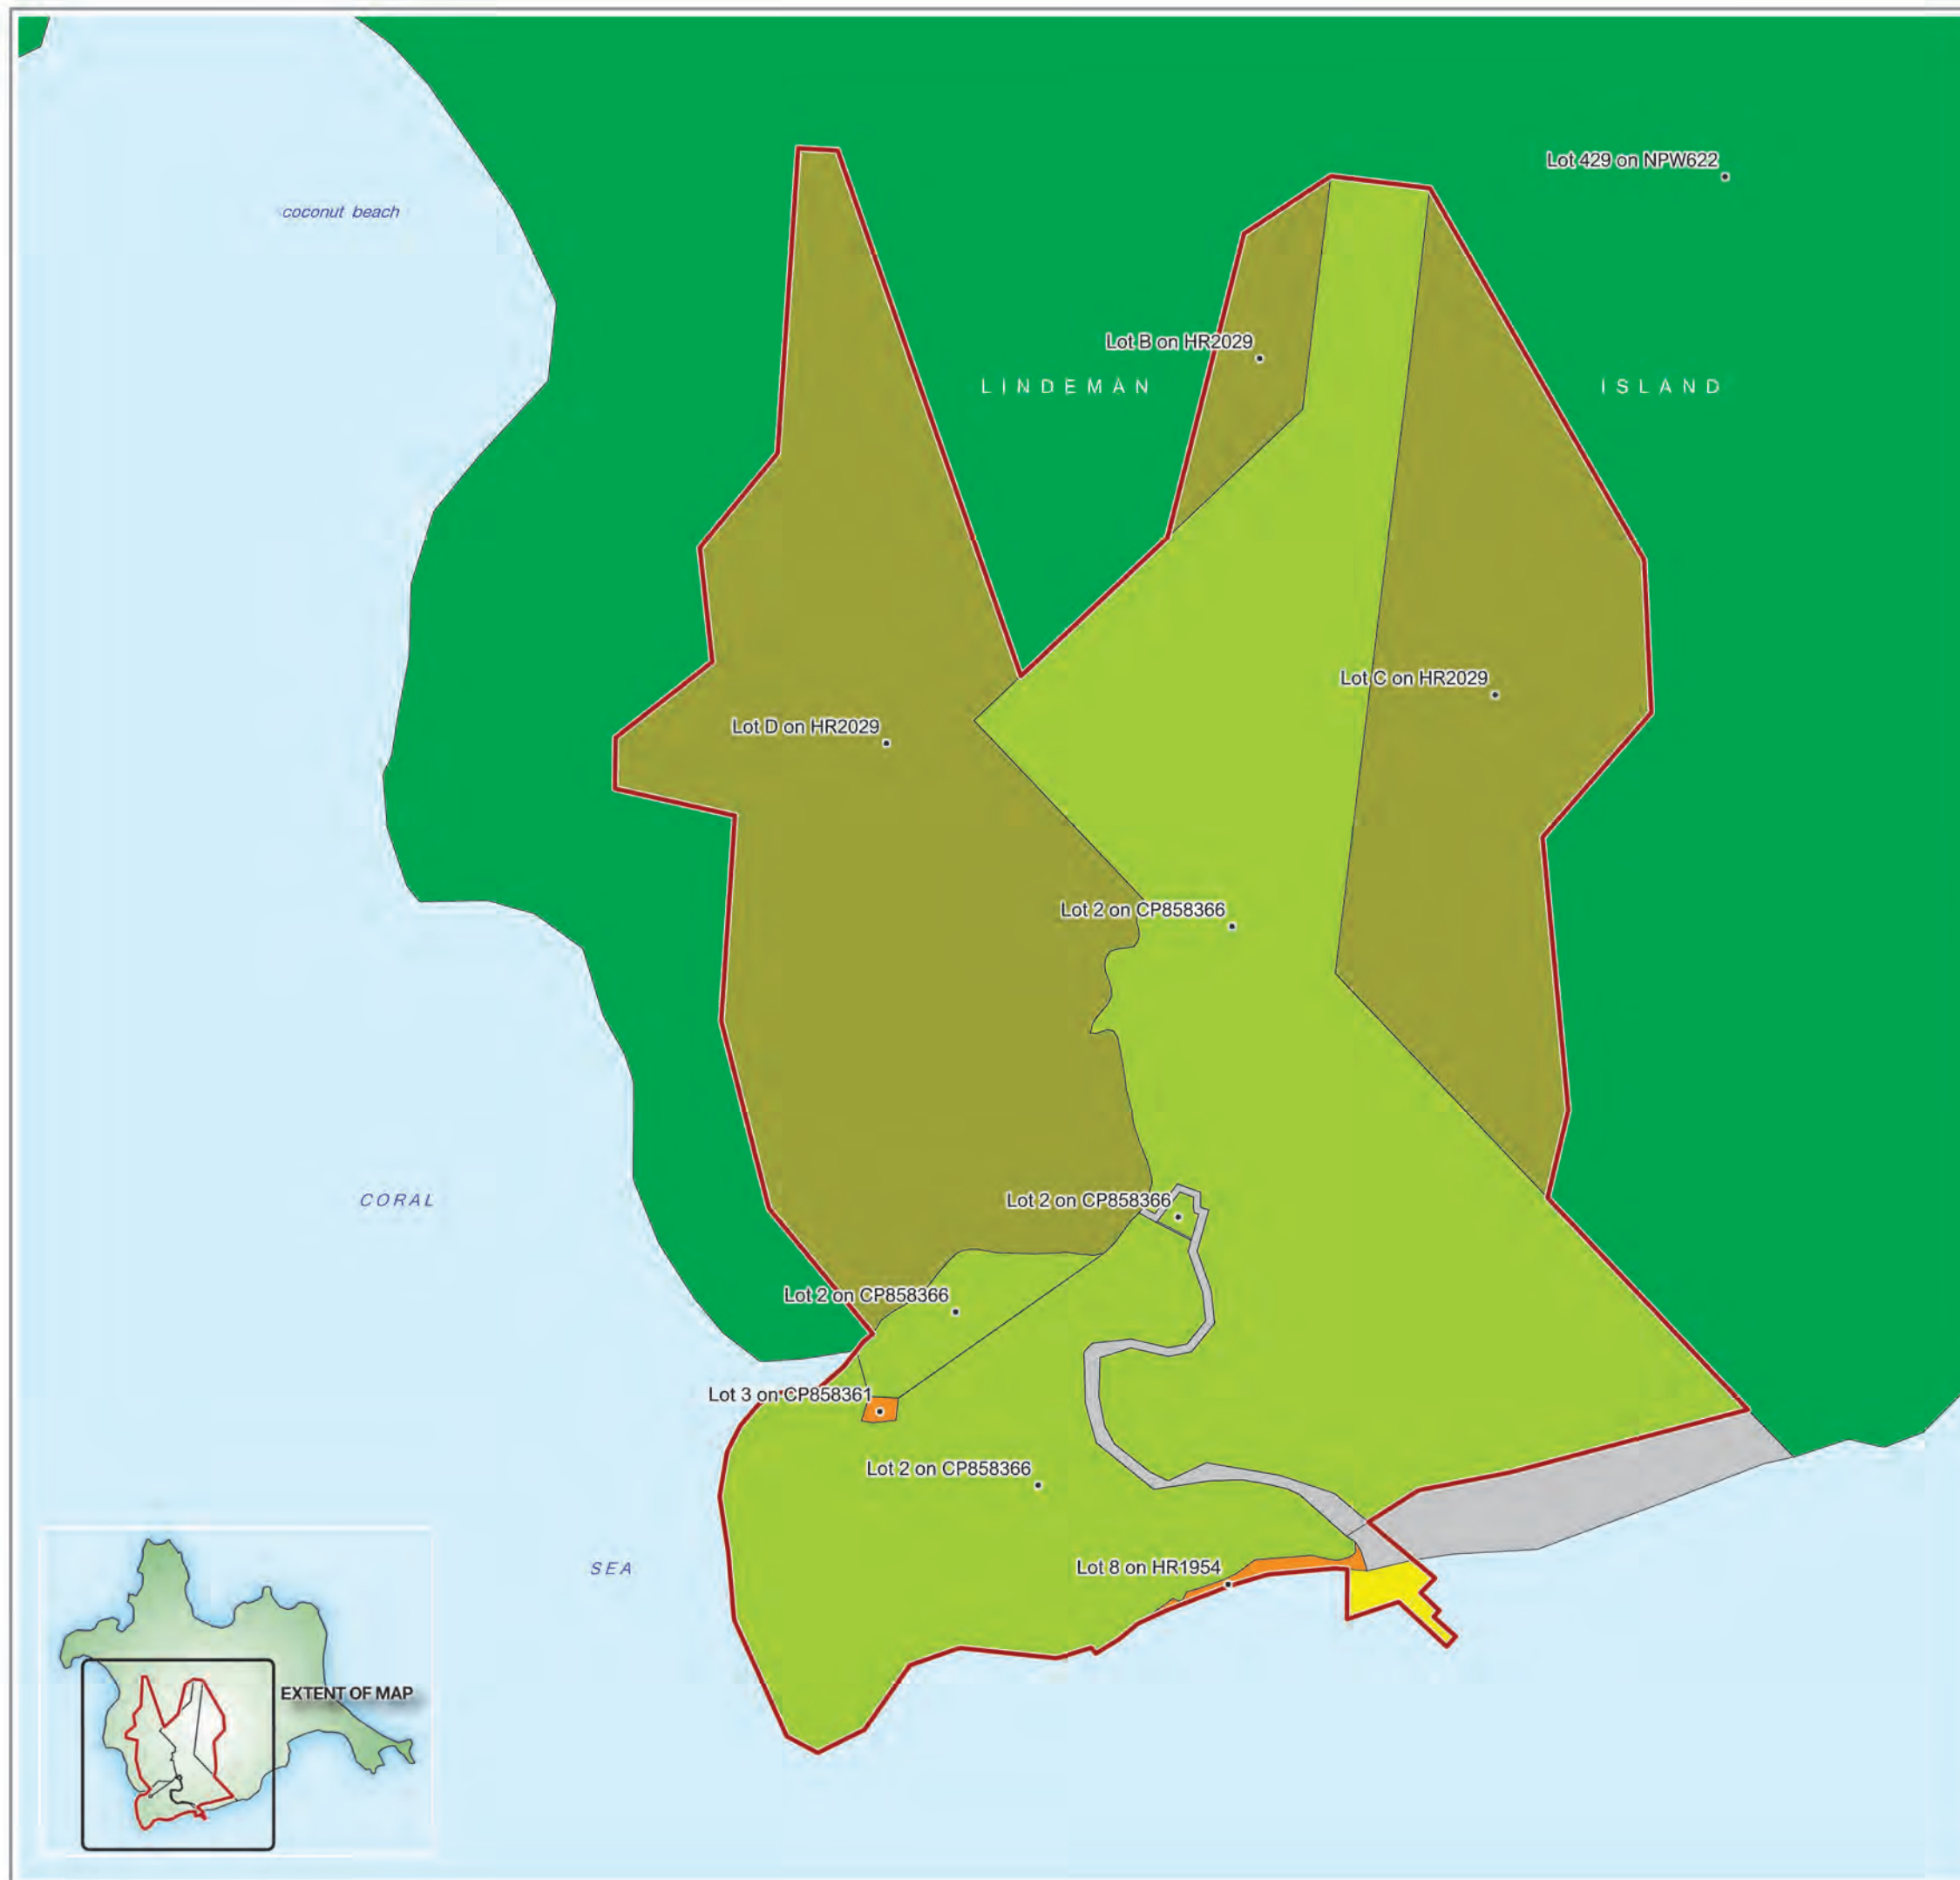 Lot 429 on NPW622
coconut beach
Lot B on HR2029
LINDEMAN ISLAND
Lot C on HR2029
Lot D on HR2029
Lot 2 on CP858366
Lot 2 on CP858366
CORAL
Lot 2 on CP858366
Lot 3 on CP858361
Lot 2 on CP858366
SEA
Lot 8 on HR1954
EXTENT OF MAP